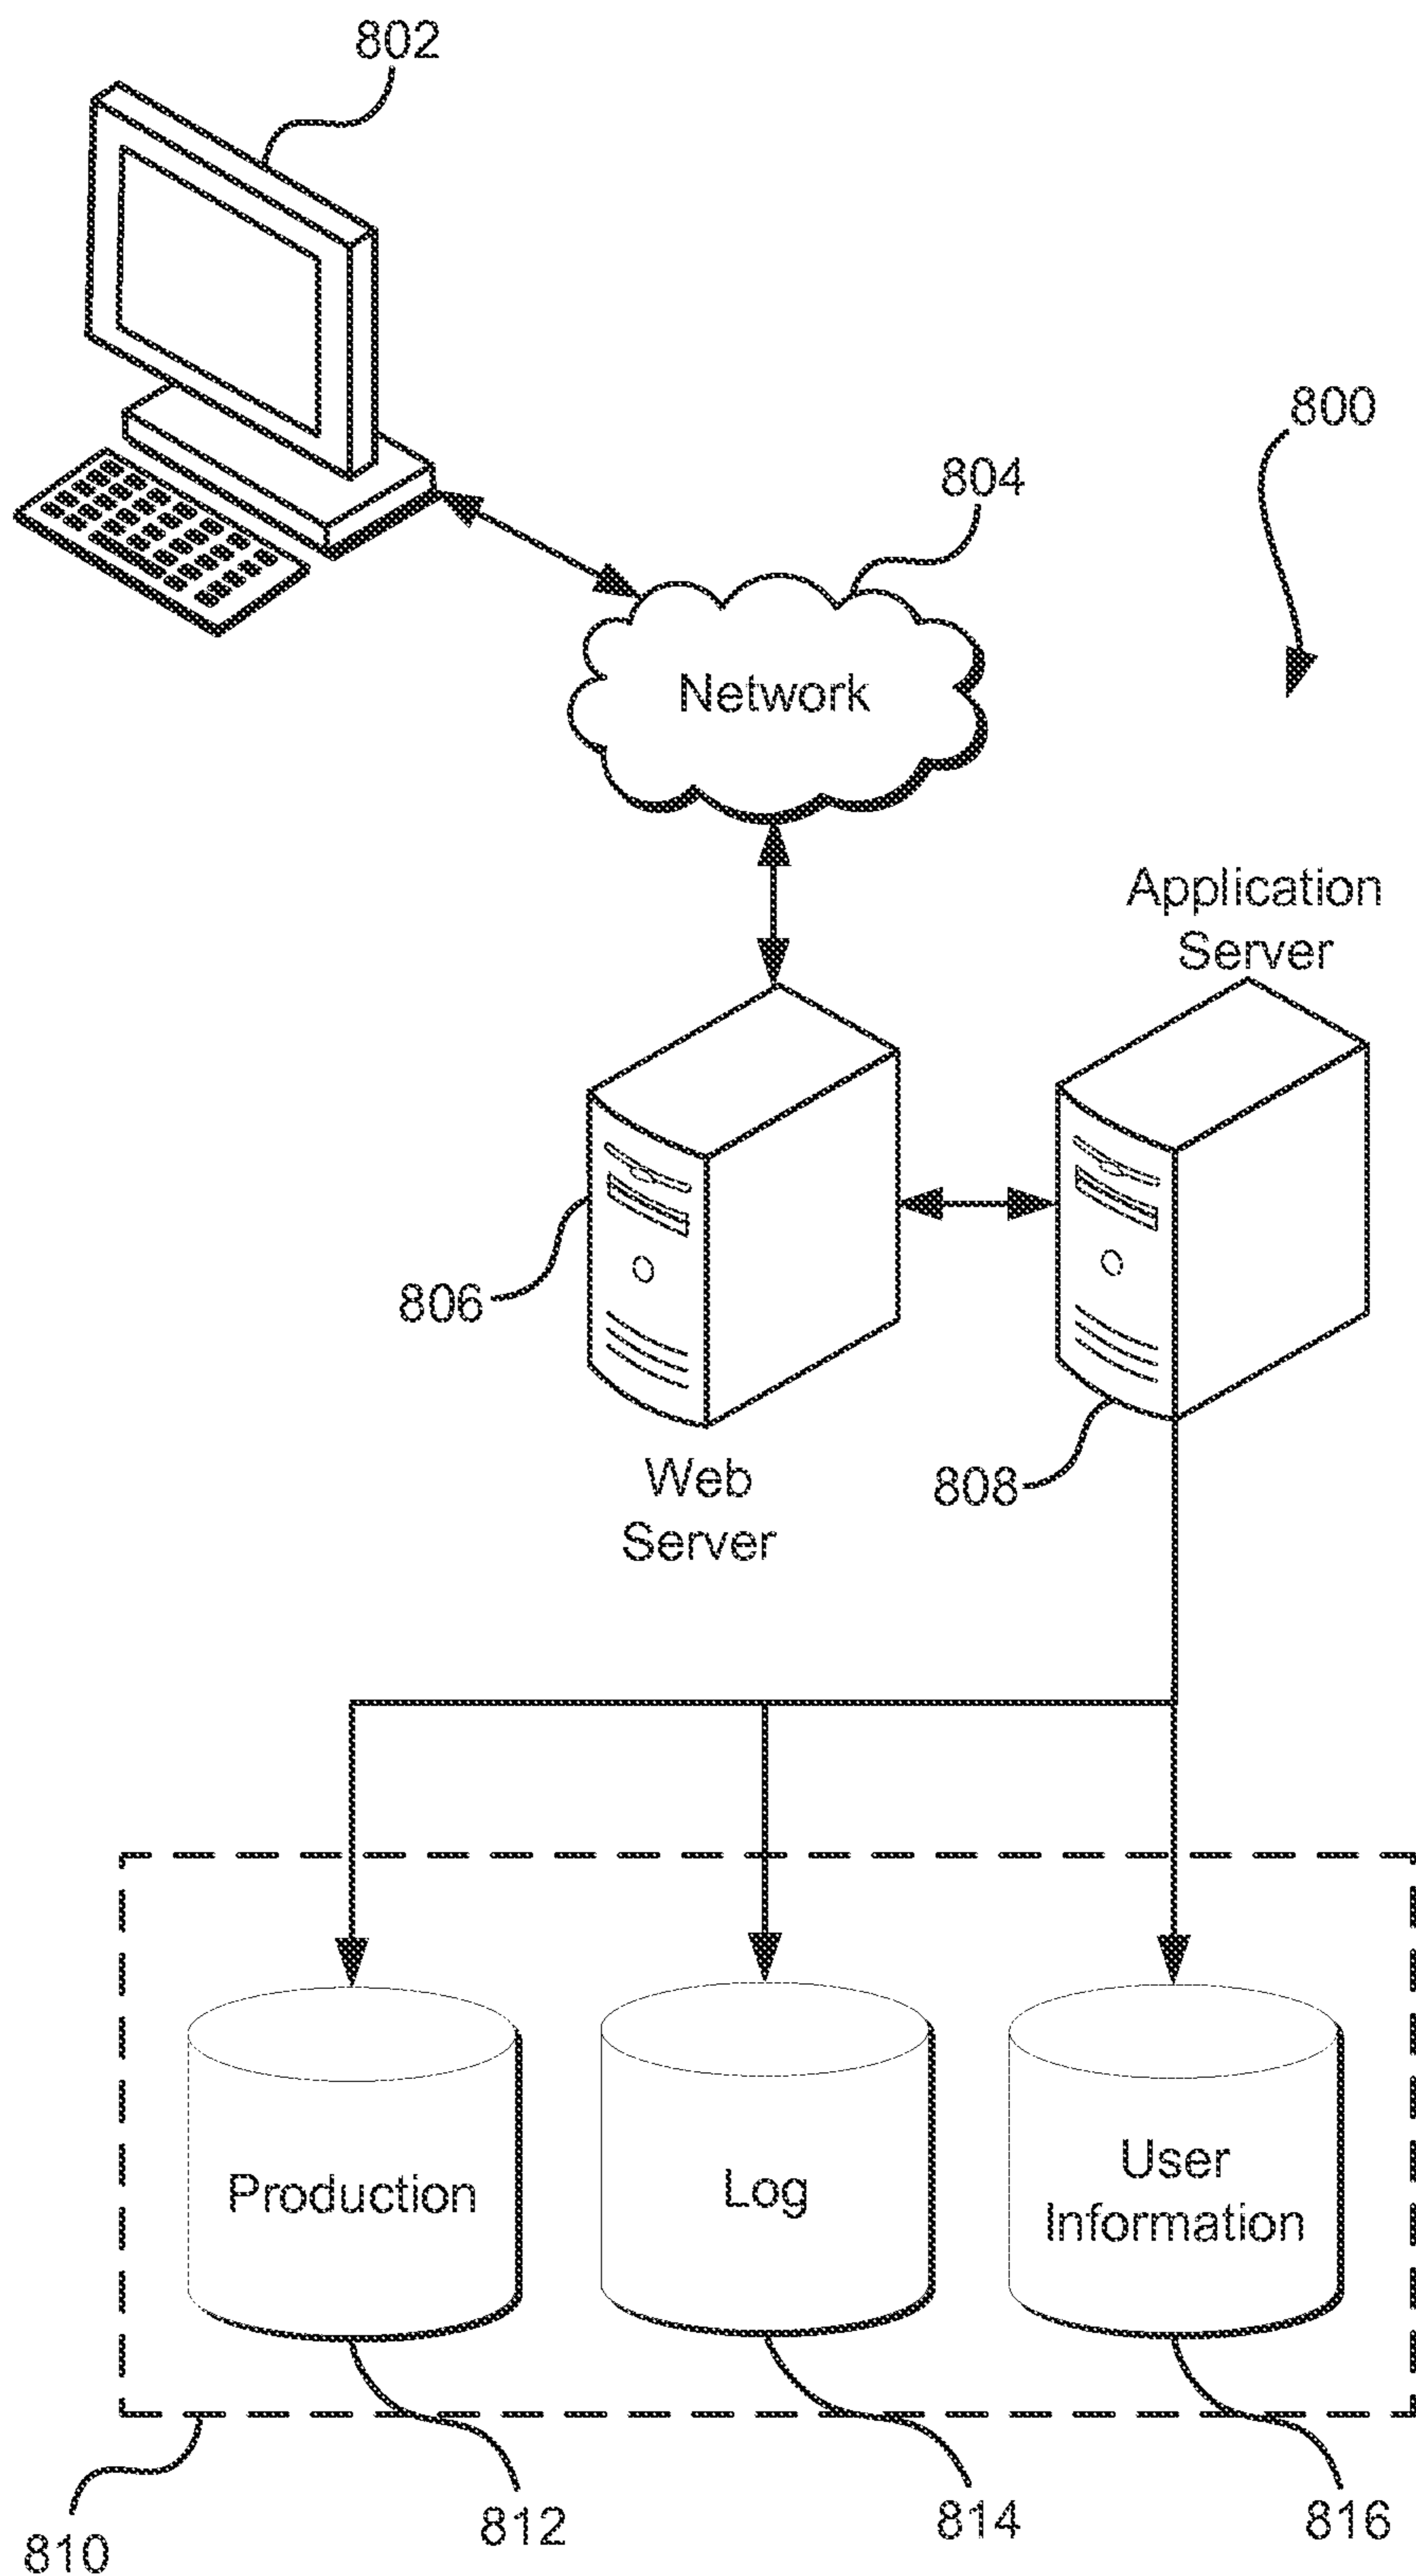 802
800
804
Network
Application
Server
806
808
Web
Server
Production
Log
User
Information
810
812
814
816